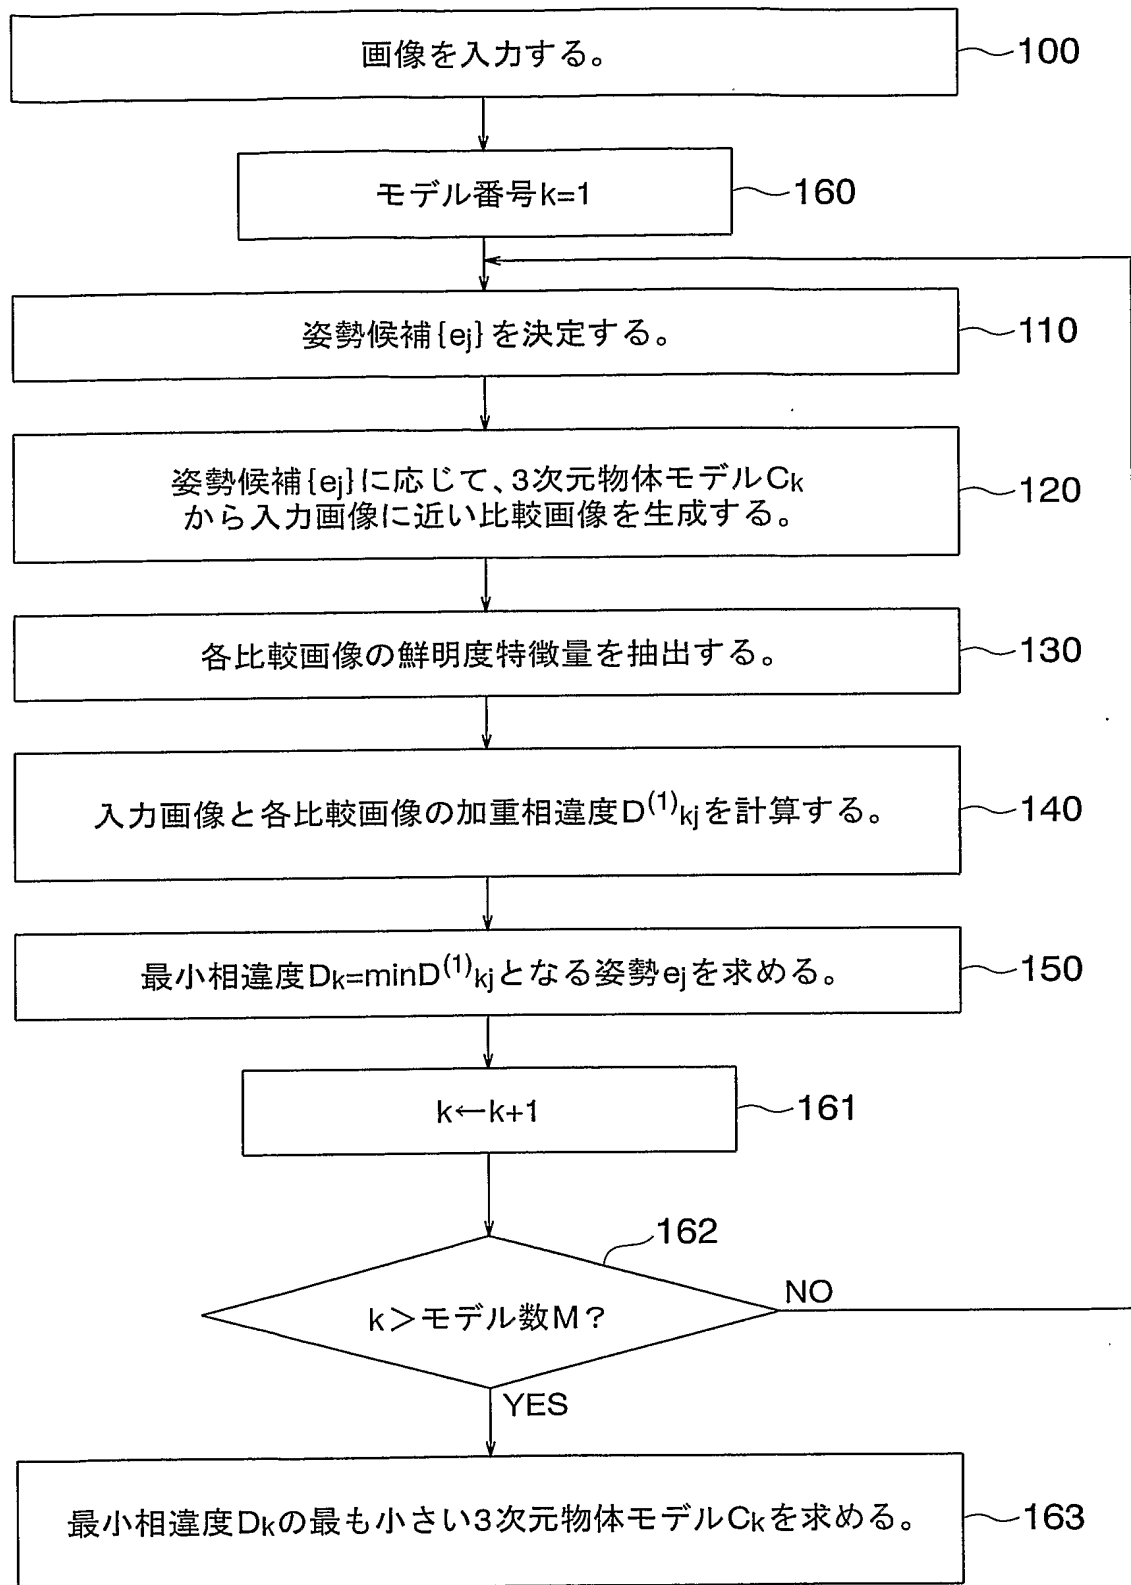 画像を入力する。
100
モデル番号k=1
160
姿勢候補{ej}を決定する。
110
姿勢候補{ej}に応じて、3次元物体モデルCk
から入力画像に近い比較画像を生成する。
120
各比較画像の鮮明度特徴量を抽出する。
130
入力画像と各比較画像の加重相違度D(1)kjを計算する。
140
最小相違度Dk=minD(1)kjとなる姿勢ejを求める。
150
k←k+1
161
162
k>モデル数M?
NO
YES
最小相違度Dkの最も小さい3次元物体モデルCkを求める。
163